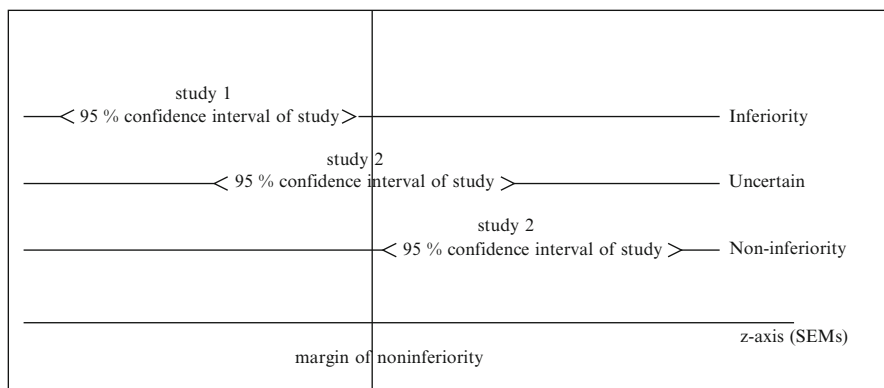 study 1
< 95 % confidence interval of study > Inferiority
study 2
< 95 % confidence interval of study > Uncertain
study 2
< 95 % confidence interval of study > Non-inferiority
z-axis (SEMs)
margin of noninferiority